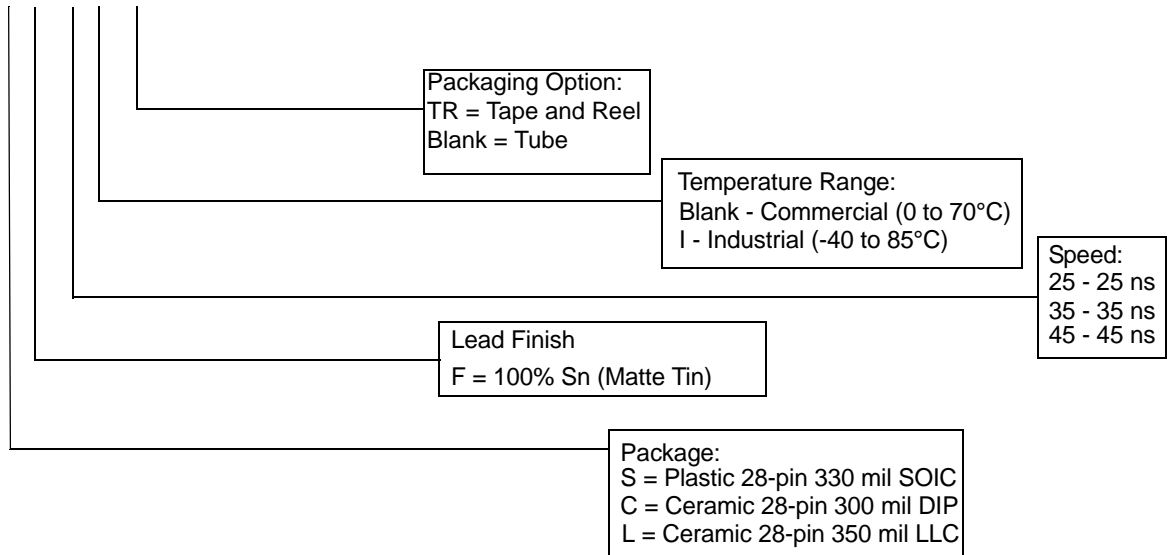 Packaging Option:
TR = Tape and Reel
Blank = Tube
Temperature Range:
Blank - Commercial (0 to 70°C)
I - Industrial (-40 to 85°C)
Speed:
25 - 25 ns
35 - 35 ns
45 - 45 ns
Lead Finish
F = 100% Sn (Matte Tin)
Package:
S = Plastic 28-pin 330 mil SOIC
C = Ceramic 28-pin 300 mil DIP
L = Ceramic 28-pin 350 mil LLC